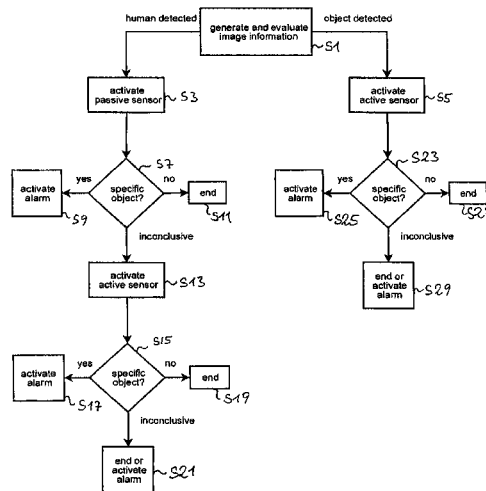 human detected
generate and evaluate
image information
S1
object detected
activate
passive sensor
S3
activate
active sensor
S5
S7
specific
object?
yes
no
activate
alarm
S9
end
S11
inconclusive
S23
specific
object?
yes
no
activate
alarm
S25
end
inconclusive
end or
activate
alarm
S29
activate
active sensor
S13
S15
specific
object?
yes
no
activate
alarm
S17
end
S19
inconclusive
end or
activate
alarm
S21